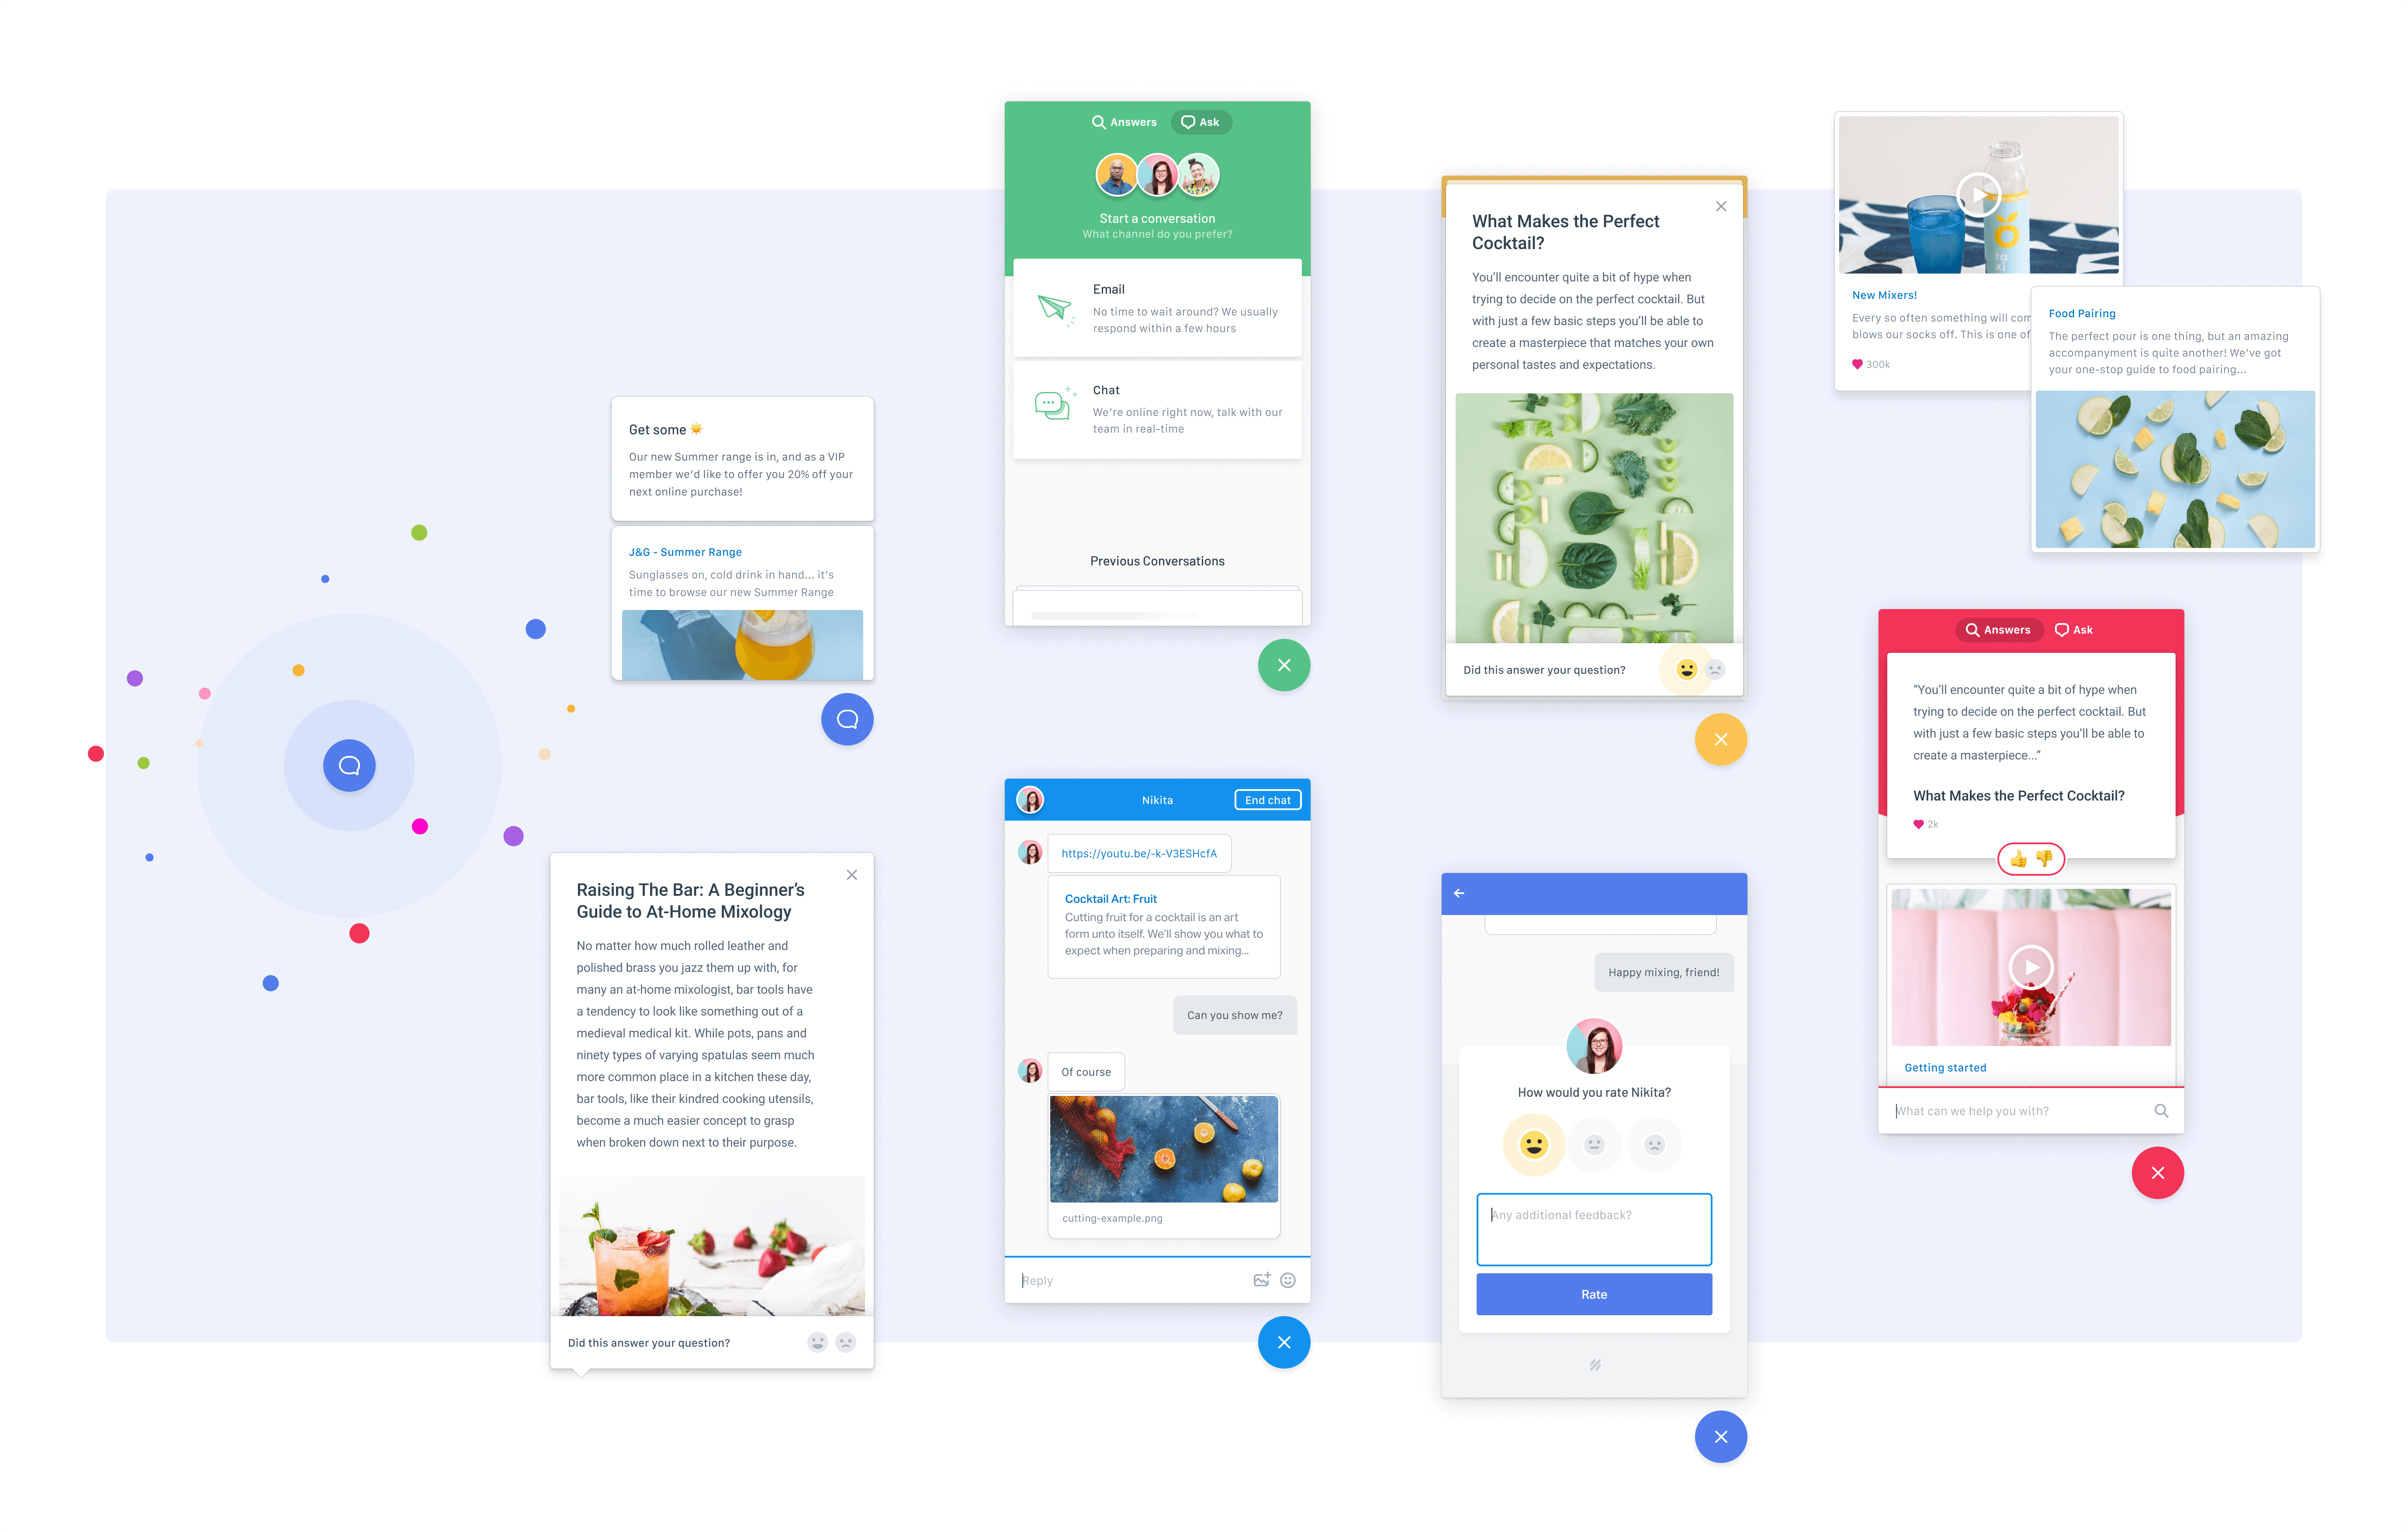 Get some
Our new Summer range is in, and as a VIP
member we'd like to offer you 20% off your
next online purchase!
J&G - Summer Range
Sunglasses on, cold drink in hand... it's
time to browse our new Summer Range
Raising The Bar: A Beginner's
Guide to At-Home Mixology
No matter how much rolled leather and
polished brass you jazz them up with, for
many an at-home mixologist, bar tools have
a tendency to look like something out of a
medieval medical kit. While pots, pans and
ninety types of varying spatulas seem much
more common place in a kitchen these day,
bar tools, like their kindred cooking utensils,
become a much easier concept to grasp
when broken down next to their purpose.
Did this answer your question?
Answers
Ask
Start a conversation
What channel do you prefer?
Email
No time to wait around? We usually
respond within a few hours
Chat
We're online right now, talk with our
team in real-time
Previous Conversations
Nikita
End chat
https://youtu.be/-k-V3ESHcfA
Cocktail Art: Fruit
Cutting fruit for a cocktail is an art
form unto itself. We'll show you what to
expect when preparing and mixing...
Can you show me?
Of course
cutting-example.png
Reply
What Makes the Perfect
Cocktail?
You'll encounter quite a bit of hype when
trying to decide on the perfect cocktail. But
with just a few basic steps you'll be able to
create a masterpiece that matches your own
personal tastes and expectations.
Did this answer your question?
Happy mixing, friend!
How would you rate Nikita?
Any additional feedback?
Rate
ta
xi
New Mixers!
Every so often something will com
blows our socks off. This is one of
300k
Food Pairing
The perfect pour is one thing, but an amazing
accompanyment is quite another! We've got
your one-stop guide to food pairing...
Answers
Ask
"You'll encounter quite a bit of hype when
trying to decide on the perfect cocktail. But
with just a few basic steps you'll be able to
create a masterpiece..."
What Makes the Perfect Cocktail?
2k
Getting started
What can we help you with?